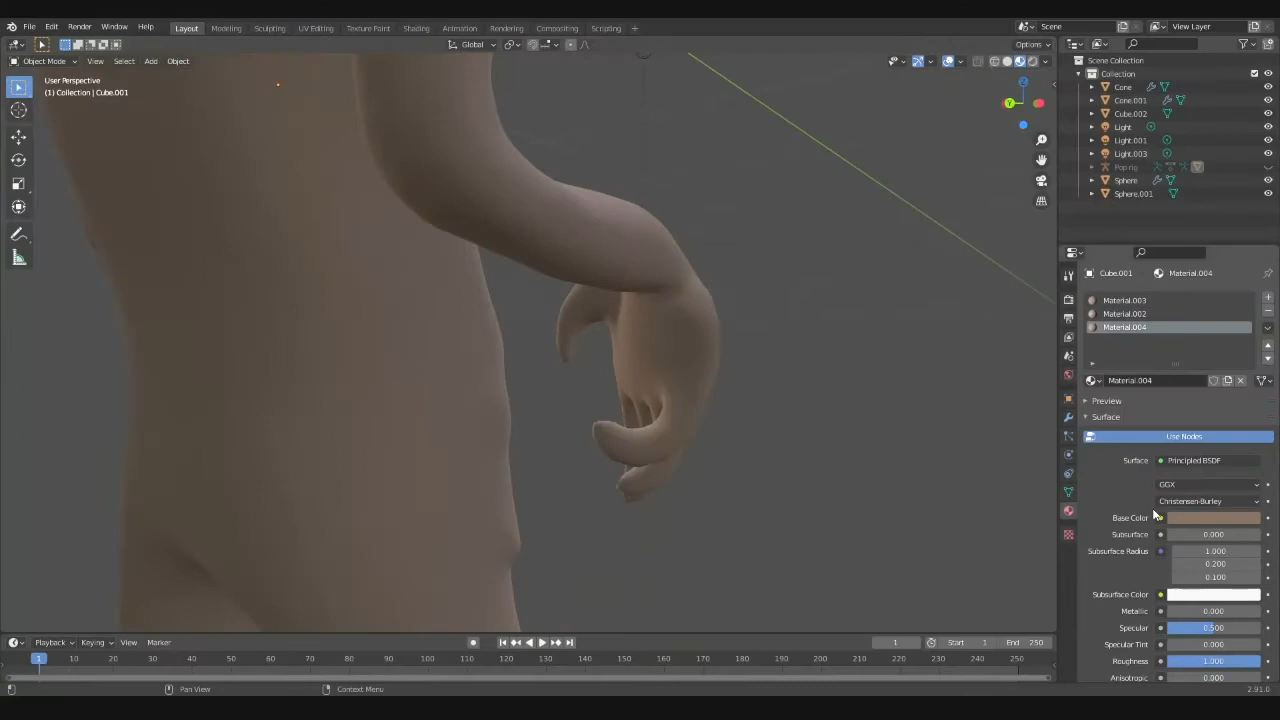 File Edit Render Window Help Layout Modeling Sculpting UV Editing Texture Paint Shading Animation Rendering Compositing Scripting Scene View Layer
Global Options
Object Mode View Select Add Object
User Perspective
(1) Collection | Cube.001
Scene Collection
Collection
Cone
Cone.001
Cube.002
Light
Light.001
Light.003
Sphere
Sphere.001
Cube.001 Material.004
Material.003
Material.002
Material.004
Material.004
Preview
Surface
Use Nodes
Surface Principled BSDF
GGX
Christensen-Burley
Base Color
Subsurface 0.000
Subsurface Radius 1.000
0.200
0.100
Subsurface Color
Metallic 0.000
Specular 0.500
Specular Tint 0.000
Roughness 1.000
Anisotropic 0.000
Playback Keying View Marker 1 Start 1 End 250
1 10 20 30 40 50 60 70 80 90 100 110 120 130 140 150 160 170 180 190 200 210 220 230 240 250
Pan View Context Menu 2.91.0
X Y Z